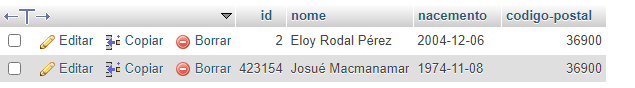 id nome nacemento codigo-postal
Editar Copiar Borrar 2 Eloy Rodal Pérez 2004-12-06 36900
Editar Copiar Borrar 423154 Josué Macmanamar 1974-11-08 36900